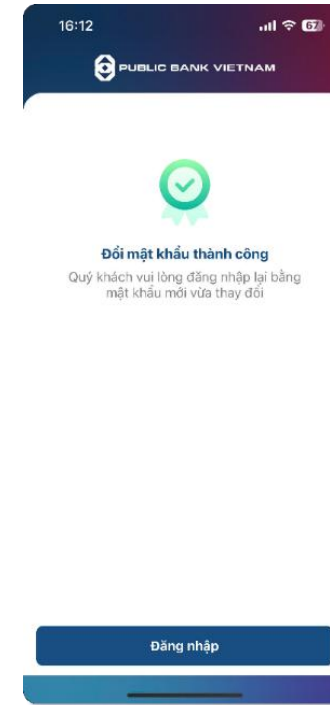 16:12
67
PUBLIC BANK VIETNAM
Đổi mật khẩu thành công
Quý khách vui lòng đăng nhập lại bằng
mật khẩu mới vừa thay đổi
Đăng nhập